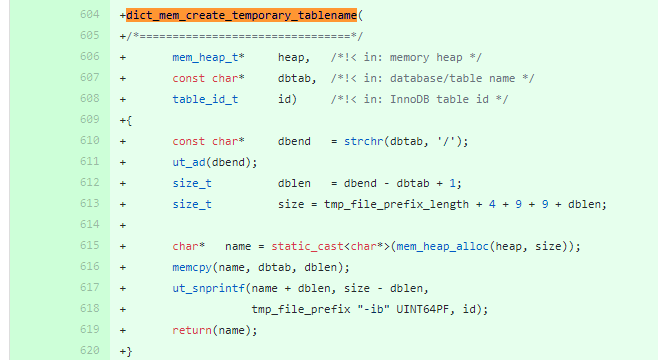 604 +dict_mem_create_temporary_tablename(
605 +/*==============================*/
606 + mem_heap_t* heap, /*!< in: memory heap */
607 + const char* dbtab, /*!< in: database/table name */
608 + table_id_t id) /*!< in: InnoDB table id */
609 +{
610 + const char* dbend = strchr(dbtab, '/');
611 + ut_ad(dbend);
612 + size_t dblen = dbend - dbtab + 1;
613 + size_t size = tmp_file_prefix_length + 4 + 9 + 9 + dblen;
614 +
615 + char* name = static_cast<char*>(mem_heap_alloc(heap, size));
616 + memcpy(name, dbtab, dblen);
617 + ut_snprintf(name + dblen, size - dblen,
618 + tmp_file_prefix "-ib" UINT64PF, id);
619 + return(name);
620 +}